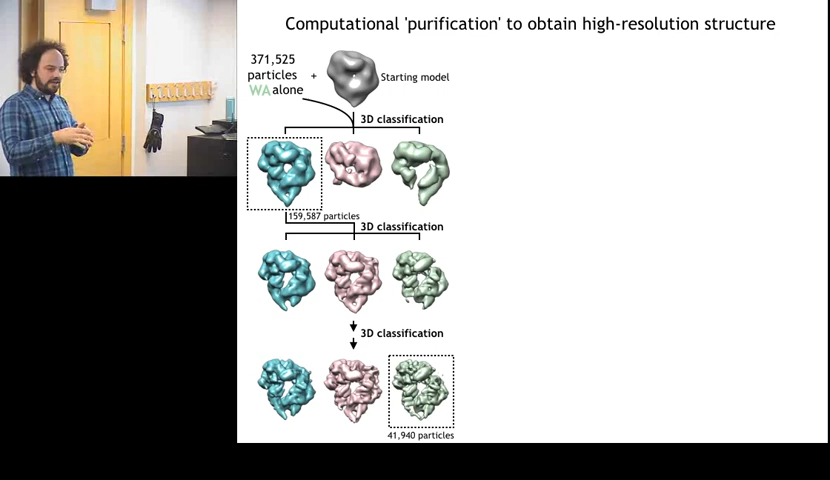 Computational 'purification' to obtain high-resolution structure
371,525
particles + Starting model
WA alone
3D classification
159,587 particles
3D classification
3D classification
41,940 particles